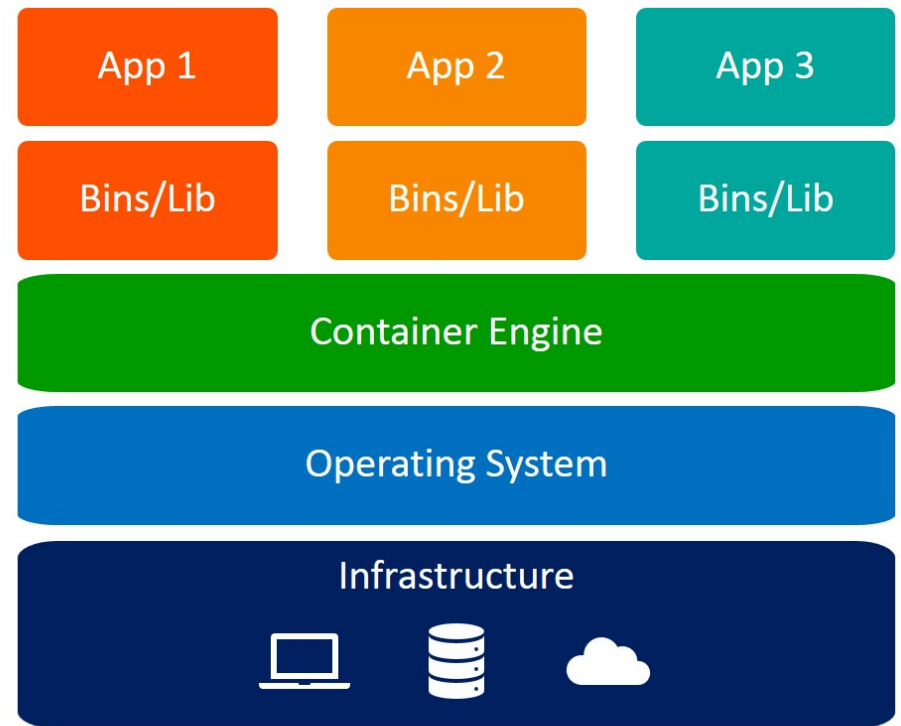 App 1 App 2 App 3
Bins/Lib Bins/Lib Bins/Lib
Container Engine
Operating System
Infrastructure